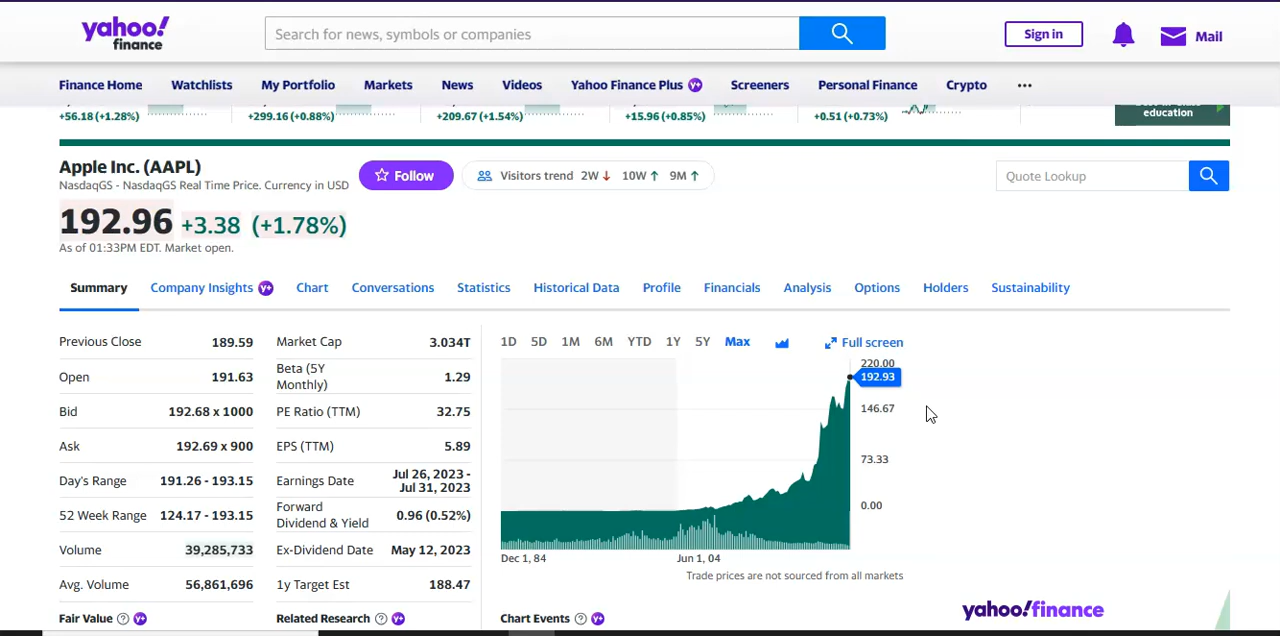 yahoo!
finance
Search for news, symbols or companies
Sign in
Mail
Finance Home
Watchlists
My Portfolio
Markets
News
Videos
Yahoo Finance Plus
Y+
Screeners
Personal Finance
Crypto
+56.18 (+1.28%)
+299.16 (+0.88%)
+209.67 (+1.54%)
+15.96 (+0.85%)
+0.51 (+0.73%)
education
Apple Inc. (AAPL)
NasdaqGS - NasdaqGS Real Time Price. Currency in USD
Follow
Visitors trend 2W ↓ 10W ↑ 9M ↑
Quote Lookup
192.96 +3.38 (+1.78%)
As of 01:33PM EDT. Market open.
Summary
Company Insights
Y+
Chart
Conversations
Statistics
Historical Data
Profile
Financials
Analysis
Options
Holders
Sustainability
Previous Close 189.59
Open 191.63
Bid 192.68 x 1000
Ask 192.69 x 900
Day's Range 191.26 - 193.15
52 Week Range 124.17 - 193.15
Volume 39,285,733
Avg. Volume 56,861,696
Market Cap 3.034T
Beta (5Y
Monthly) 1.29
PE Ratio (TTM) 32.75
EPS (TTM) 5.89
Earnings Date Jul 26, 2023 -
Jul 31, 2023
Forward
Dividend & Yield 0.96 (0.52%)
Ex-Dividend Date May 12, 2023
1y Target Est 188.47
1D 5D 1M 6M YTD 1Y 5Y Max
Full screen
220.00
192.93
146.67
73.33
0.00
Dec 1, 84
Jun 1, 04
Trade prices are not sourced from all markets
Fair Value ? Y+
Related Research ? Y+
Chart Events ? Y+
yahoo!finance